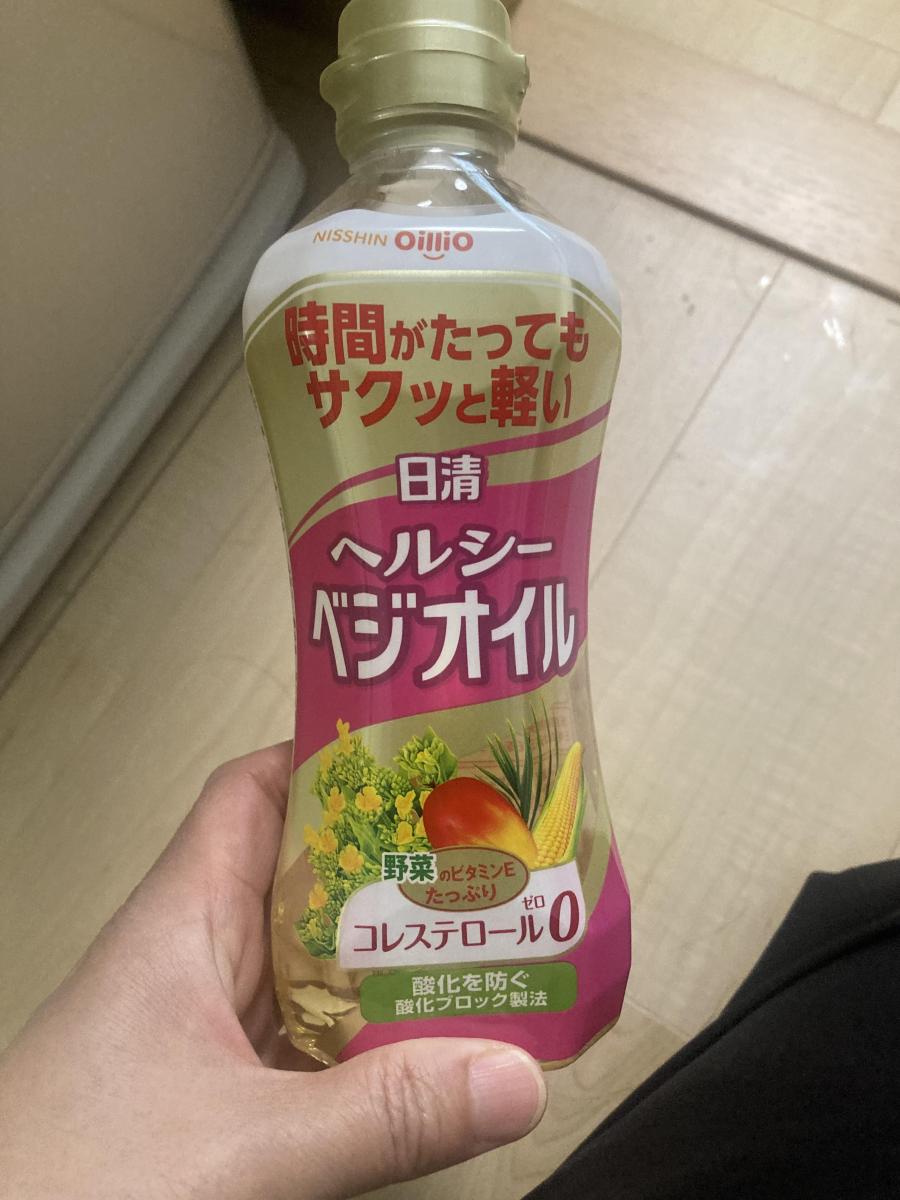 NISSHIN OilliO
時間がたっても
サクッと軽い
日清
ヘルシー
ベジオイル
野菜のビタミンE
たっぷり
ゼロ
コレステロール0
酸化を防ぐ
酸化ブロック製法